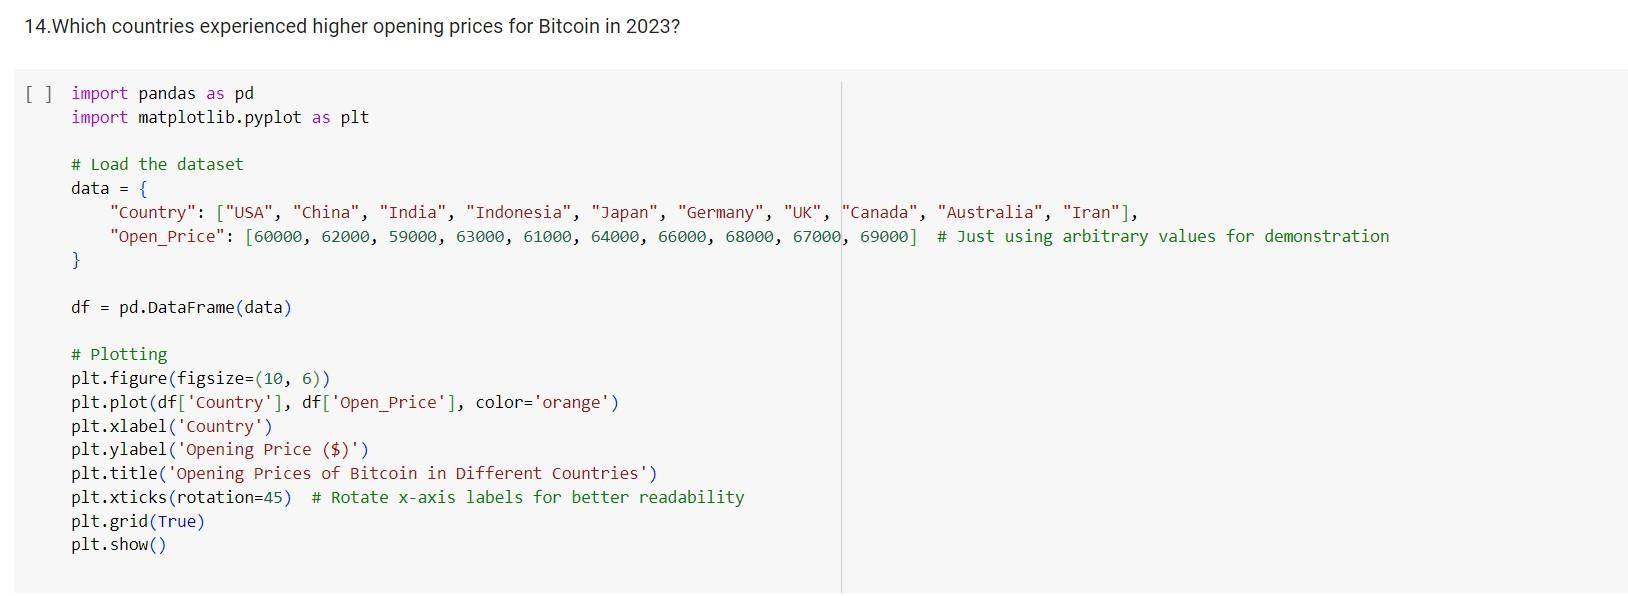 14.Which countries experienced higher opening prices for Bitcoin in 2023?
[ ] import pandas as pd
import matplotlib.pyplot as plt
# Load the dataset
data = {
"Country": ["USA", "China", "India", "Indonesia", "Japan", "Germany", "UK", "Canada", "Australia", "Iran"],
"Open_Price": [60000, 62000, 59000, 63000, 61000, 64000, 66000, 68000, 67000, 69000]  # Just using arbitrary values for demonstration
}
df = pd.DataFrame(data)
# Plotting
plt.figure(figsize=(10, 6))
plt.plot(df['Country'], df['Open_Price'], color='orange')
plt.xlabel('Country')
plt.ylabel('Opening Price ($)')
plt.title('Opening Prices of Bitcoin in Different Countries')
plt.xticks(rotation=45)  # Rotate x-axis labels for better readability
plt.grid(True)
plt.show()